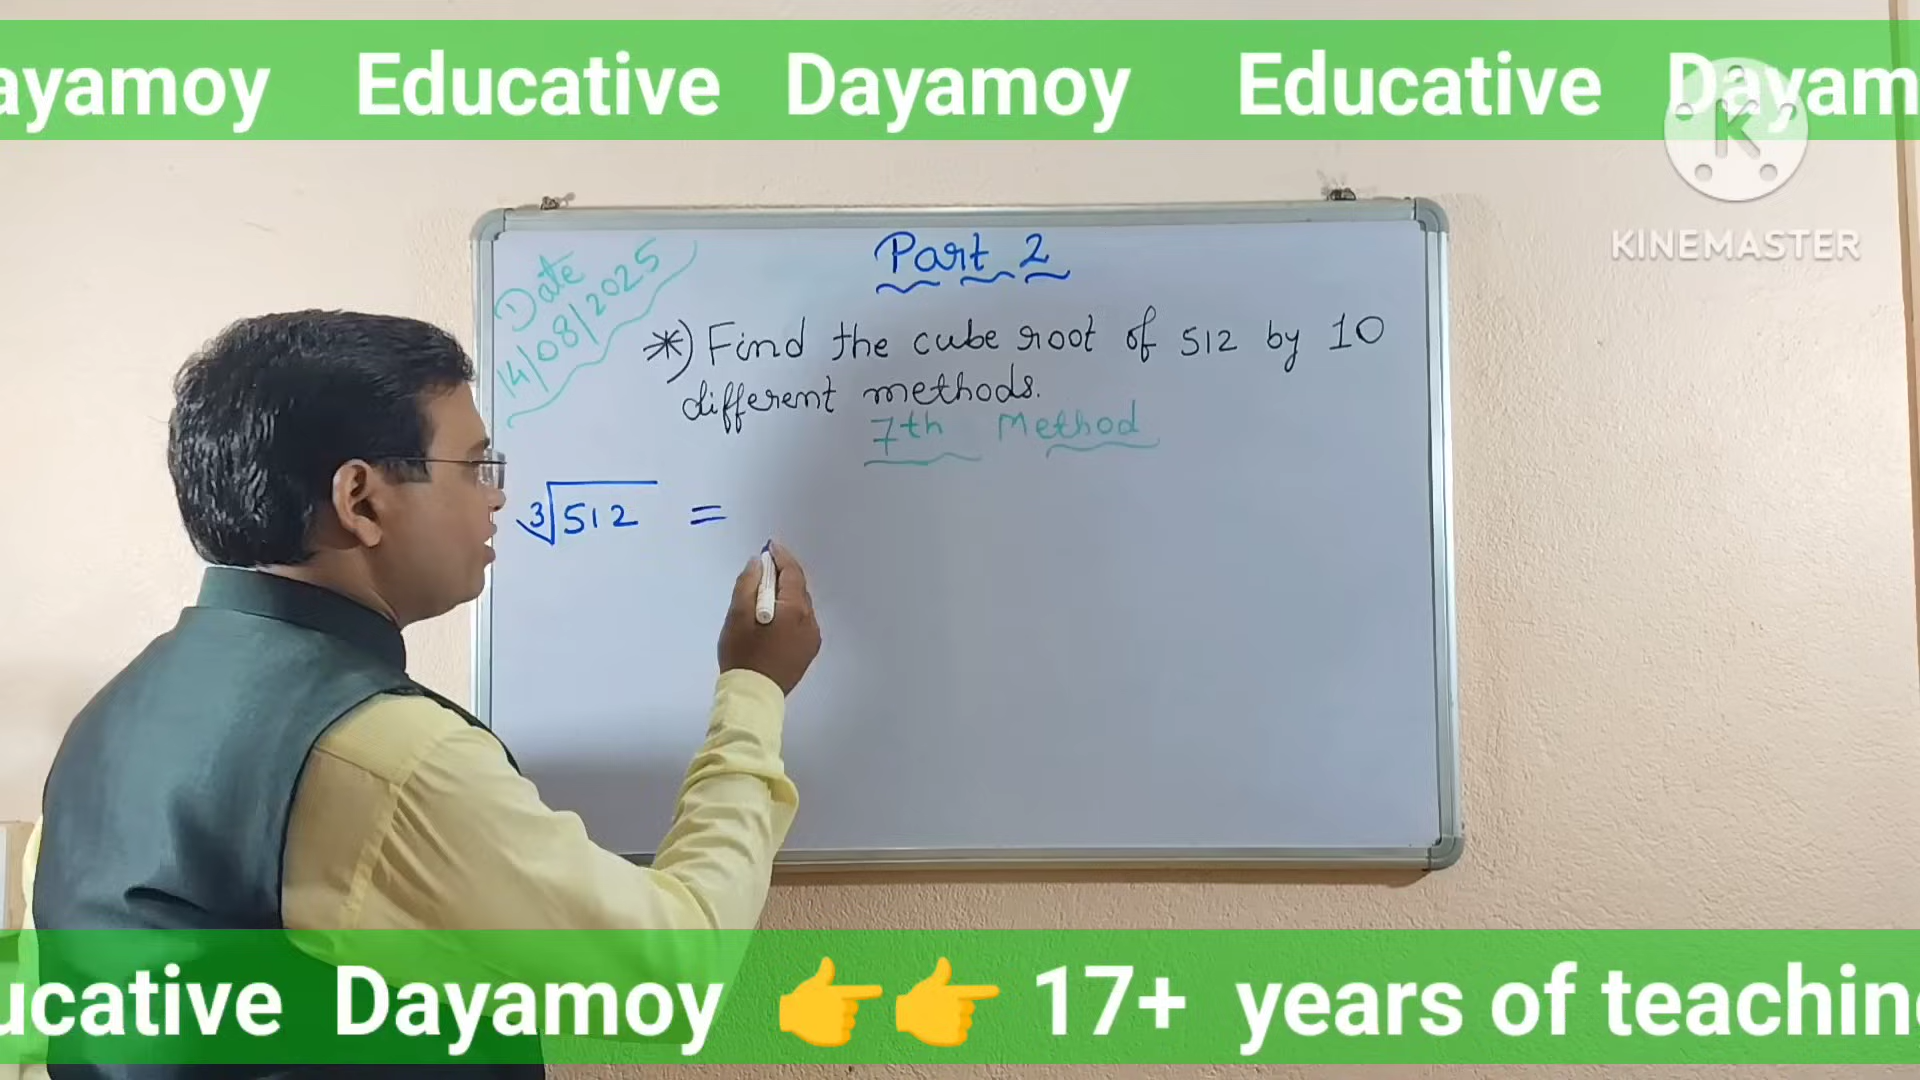 ayamoy Educative Dayamoy Educative Dayam
K
KINEMASTER
Part 2
Date
14/08/2025
*) Find the cube root of 512 by 10
different methods.
7th Method
∛512 =
ucative Dayamoy 👉👉 17+ years of teachin